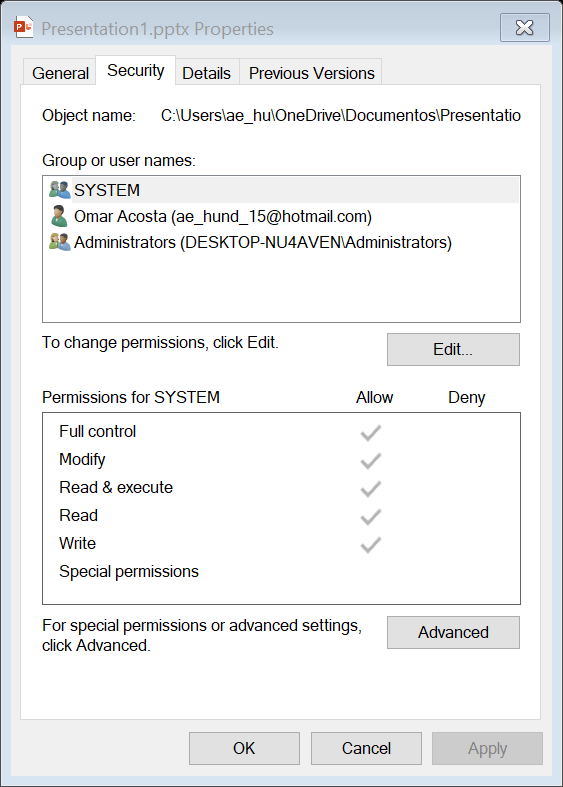 Presentation1.pptx Properties
General Security Details Previous Versions
Object name: C:\Users\ae_hu\OneDrive\Documentos\Presentatio
Group or user names:
SYSTEM
Omar Acosta (ae_hund_15@hotmail.com)
Administrators (DESKTOP-NU4AVEN\Administrators)
To change permissions, click Edit.
Edit...
Permissions for SYSTEM Allow Deny
Full control
Modify
Read & execute
Read
Write
Special permissions
For special permissions or advanced settings,
click Advanced.
Advanced
OK Cancel Apply